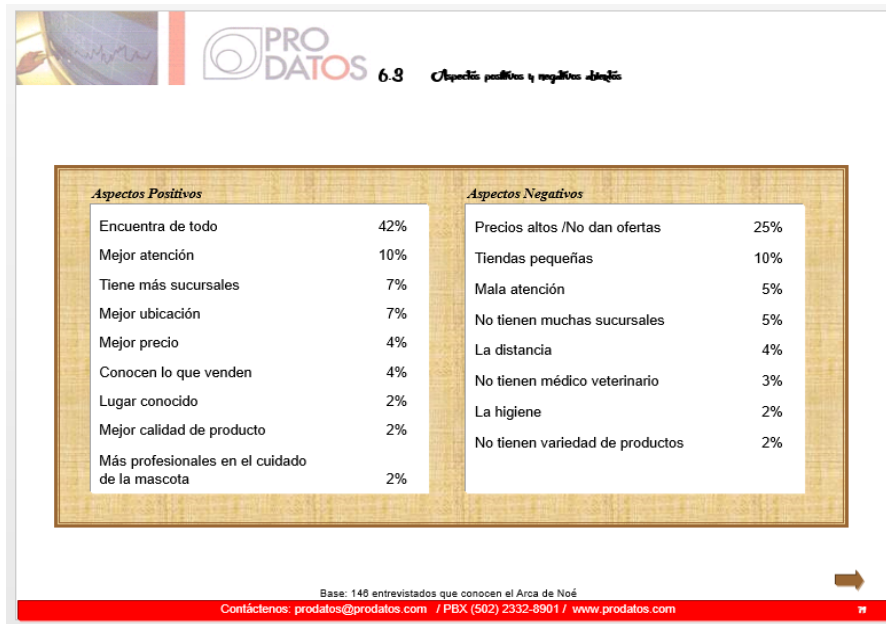 PRO
DATOS
6.3 Aspectos positivos y negativos abiertos
Aspectos Positivos
Encuentra de todo 42%
Mejor atención 10%
Tiene más sucursales 7%
Mejor ubicación 7%
Mejor precio 4%
Conocen lo que venden 4%
Lugar conocido 2%
Mejor calidad de producto 2%
Más profesionales en el cuidado
de la mascota 2%
Aspectos Negativos
Precios altos /No dan ofertas 25%
Tiendas pequeñas 10%
Mala atención 5%
No tienen muchas sucursales 5%
La distancia 4%
No tienen médico veterinario 3%
La higiene 2%
No tienen variedad de productos 2%
Base: 146 entrevistados que conocen el Arca de Noé
Contáctenos: prodatos@prodatos.com / PBX (502) 2332-8901 / www.prodatos.com